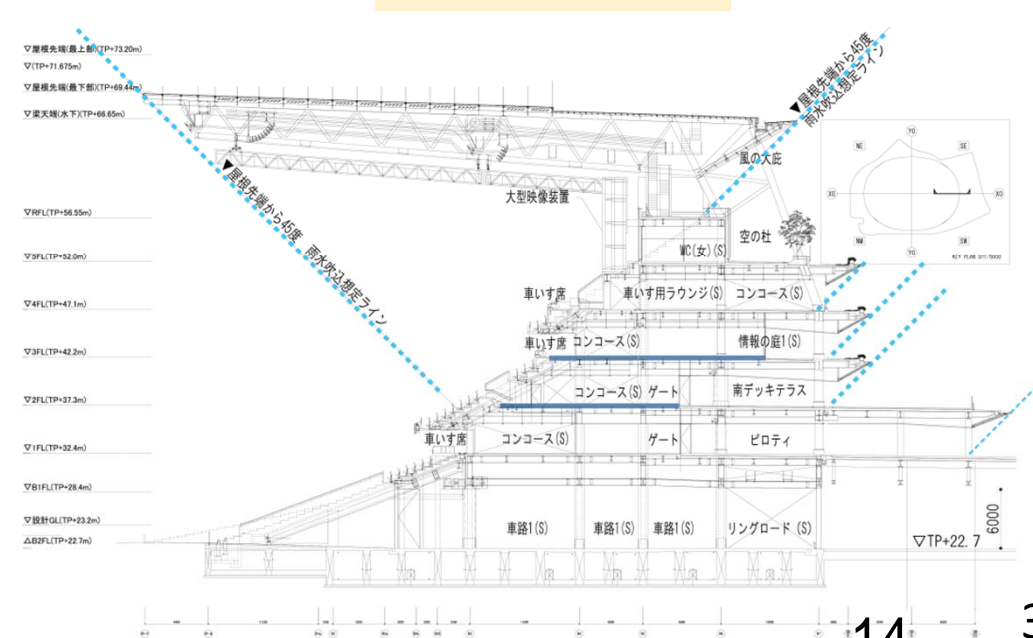 ▽屋根先端(最上部)(TP+73.20m)
▽(TP+71.675m)
▽屋根先端(最下部)(TP+69.44m)
▽梁天端(水下)(TP+66.65m)
▽RFL(TP+56.55m)
▽5FL(TP+52.0m)
▽4FL(TP+47.1m)
▽3FL(TP+42.2m)
▽2FL(TP+37.3m)
▽1FL(TP+32.4m)
▽B1FL(TP+28.4m)
▽設計GL(TP+23.2m)
△B2FL(TP+22.7m)
▼屋根先端から45度 雨水吹込想定ライン
▼屋根先端から45度
雨水吹込想定ライン
風の大庇
大型映像装置
空の杜
WC(女)(S)
車いす席
車いす用ラウンジ(S)
コンコース(S)
車いす席
コンコース(S)
情報の庭1(S)
コンコース(S)
ゲート
南デッキテラス
車いす席
コンコース(S)
ゲート
ピロティ
車路1(S)
車路1(S)
車路1(S)
リングロード (S)
▽TP+22.7
6000
YO
NE
SE
XO
XO
NW
SW
YO
14